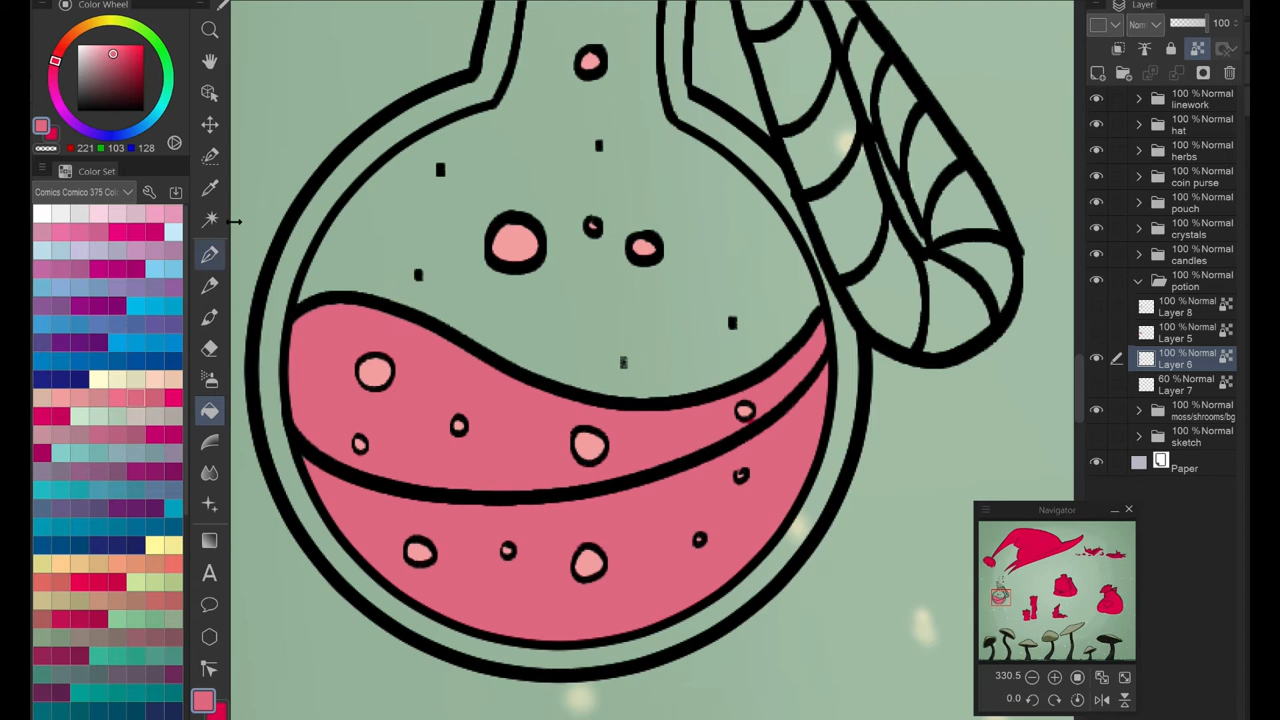 Color Wheel
221 103 128
Color Set
Comics Comico 375 Col
A
Layer
Nor
100
100 %Normal
linework
100 %Normal
hat
100 %Normal
herbs
100 %Normal
coin purse
100 %Normal
pouch
100 %Normal
crystals
100 %Normal
candles
100 %Normal
potion
100 %Normal
Layer 8
100 %Normal
Layer 5
100 %Normal
Layer 6
60 %Normal
Layer 7
100 %Normal
moss/shrooms/bg
100 %Normal
sketch
Paper
Navigator
330.5
0.0